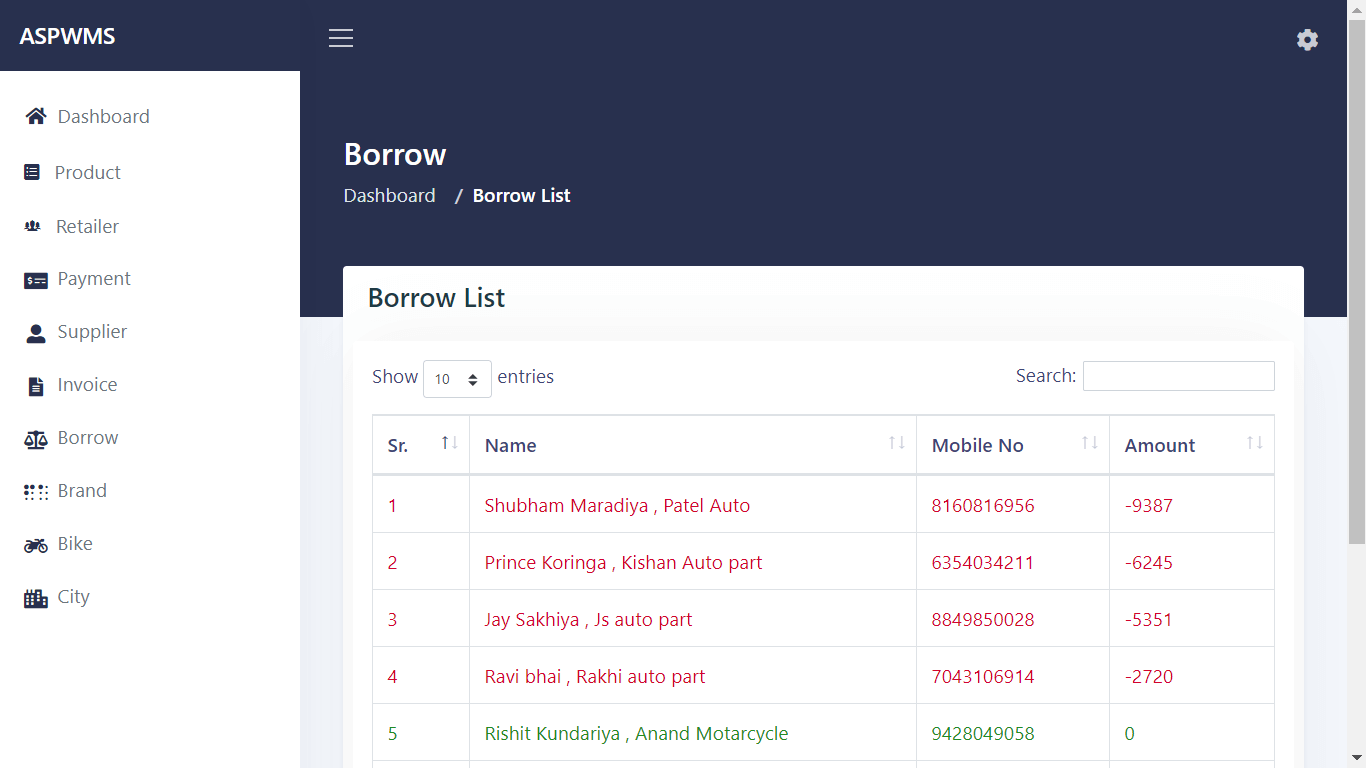 ASPWMS
Dashboard
Product
Retailer
Payment
Supplier
Invoice
Borrow
Brand
Bike
City
Borrow
Dashboard / Borrow List
Borrow List
Show 10 entries Search:
Sr. Name Mobile No Amount
1 Shubham Maradiya , Patel Auto 8160816956 -9387
2 Prince Koringa , Kishan Auto part 6354034211 -6245
3 Jay Sakhiya , Js auto part 8849850028 -5351
4 Ravi bhai , Rakhi auto part 7043106914 -2720
5 Rishit Kundariya , Anand Motarcycle 9428049058 0